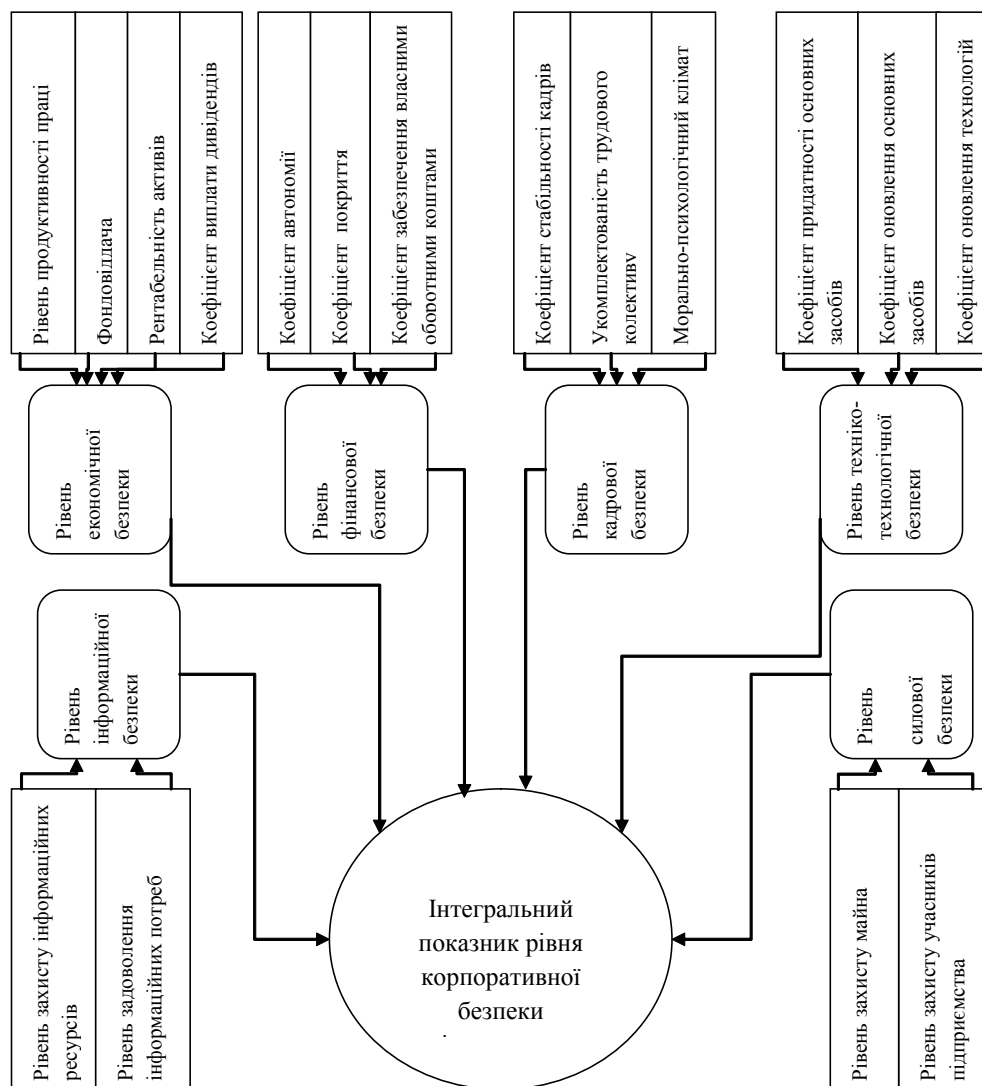 Рівень продуктивності праці
Фондовіддача
Рентабельність активів
Коефіцієнт виплати дивідендів
Коефіцієнт автономії
Коефіцієнт покриття
Коефіцієнт забезпечення власними
оборотними коштами
Коефіцієнт стабільності кадрів
Укомплектованість трудового
колективу
Морально-психологічний клімат
Коефіцієнт придатності основних
засобів
Коефіцієнт оновлення основних
засобів
Коефіцієнт оновлення технологій
Рівень
економічної
безпеки
Рівень
фінансової
безпеки
Рівень
кадрової
безпеки
Рівень техніко-
технологічної
безпеки
Рівень
інформаційної
безпеки
Рівень
силової
безпеки
Рівень захисту інформаційних
ресурсів
Рівень задоволення
інформаційних потреб
Інтегральний
показник рівня
корпоративної
безпеки
.
Рівень захисту майна
Рівень захисту учасників
підприємства